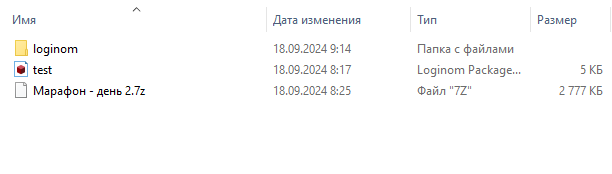 Имя Дата изменения Тип Размер
loginom 18.09.2024 9:14 Папка с файлами
test 18.09.2024 8:17 Loginom Package... 5 КБ
Марафон - день 2.7z 18.09.2024 8:25 Файл "7Z" 2 777 КБ